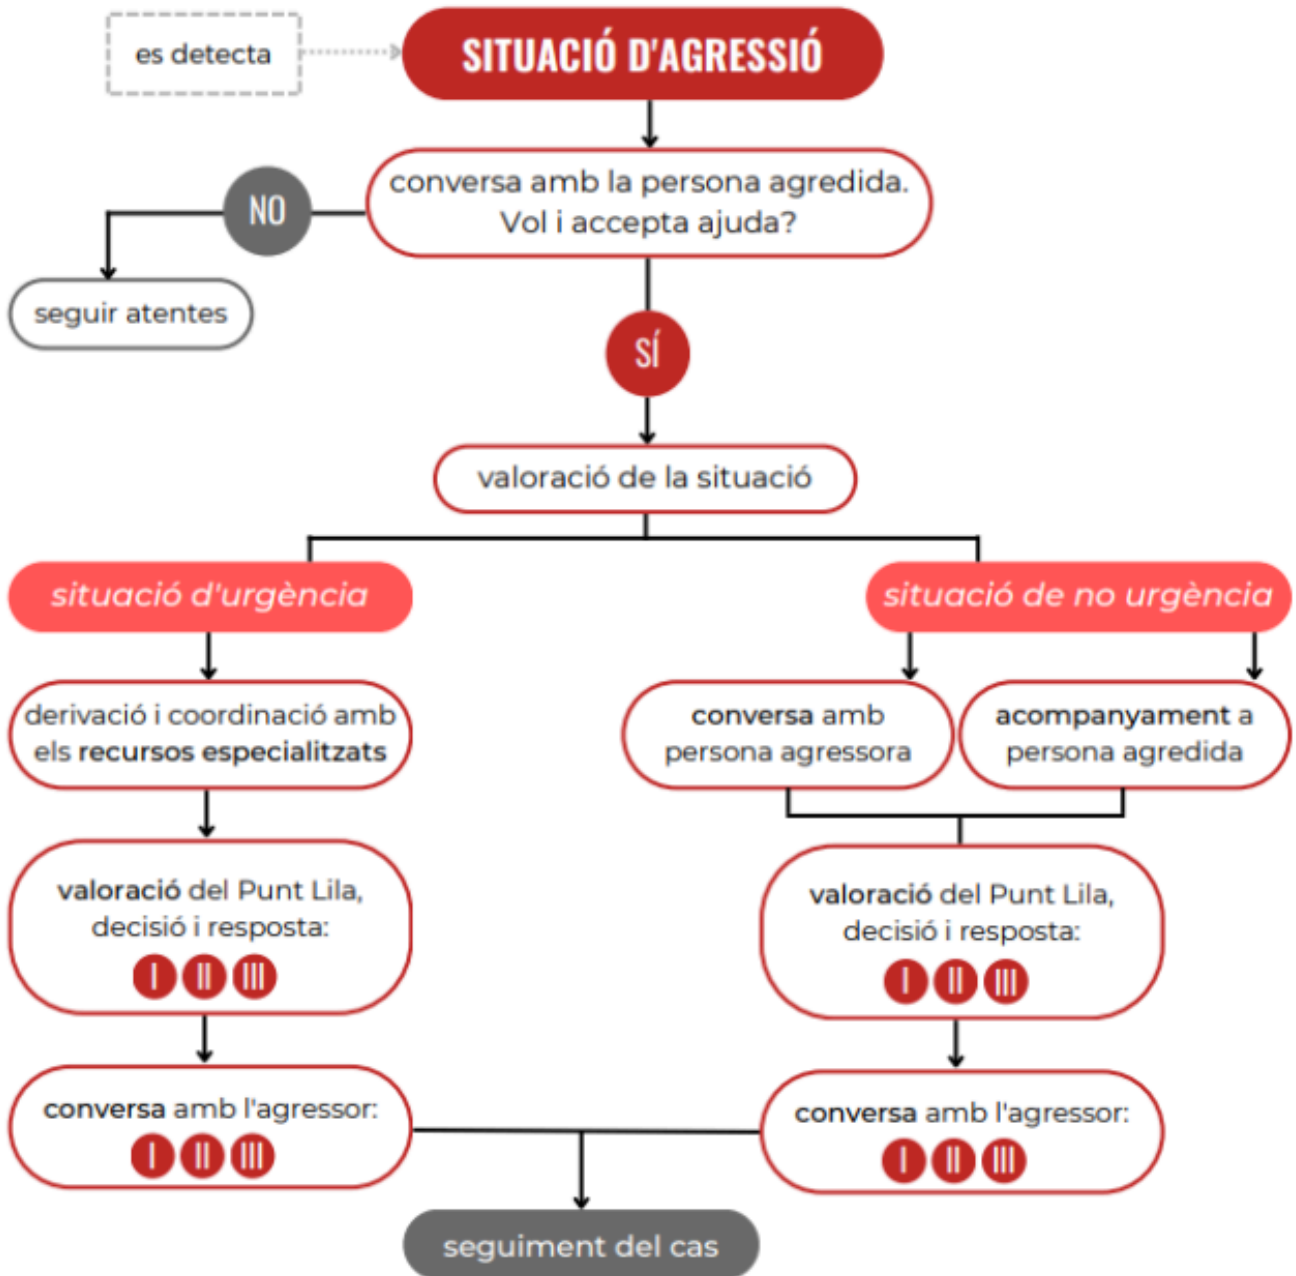 es detecta
SITUACIÓ D'AGRESSIÓ
conversa amb la persona agredida.
Vol i accepta ajuda?
NO
seguir atentes
SÍ
valoració de la situació
situació d'urgència
situació de no urgència
derivació i coordinació amb
els recursos especialitzats
conversa amb
persona agressora
acompanyament a
persona agredida
valoració del Punt Lila,
decisió i resposta:
I II III
valoració del Punt Lila,
decisió i resposta:
I II III
conversa amb l'agressor:
I II III
conversa amb l'agressor:
I II III
seguiment del cas